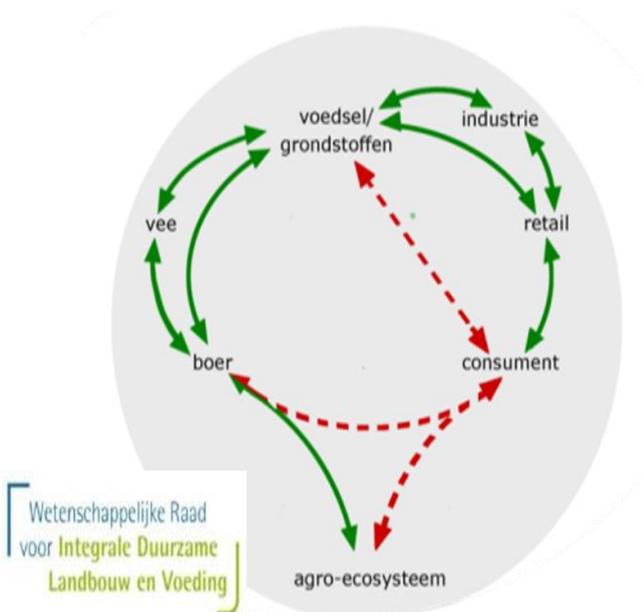 voedsel/
grondstoffen
industrie
vee
retail
boer
consument
agro-ecosysteem
Wetenschappelijke Raad
voor Integrale Duurzame
Landbouw en Voeding